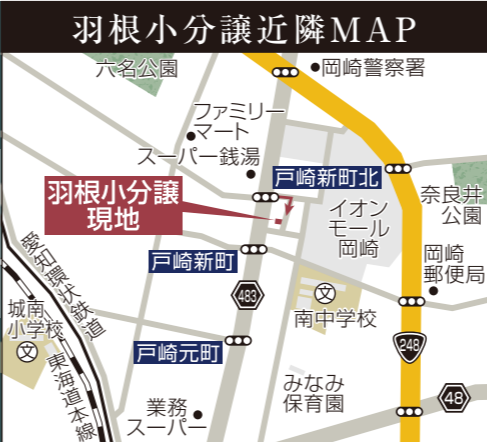 羽根小分譲近隣MAP
六名公園
岡崎警察署
ファミリー
マート
スーパー銭湯
戸崎新町北
奈良井
公園
羽根小分譲
現地
イオン
モール
岡崎
戸崎新町
岡崎
郵便局
愛知環状鉄道
483
城南
小学校
文
文
南中学校
248
東海道本線
戸崎元町
みなみ
保育園
48
業務
スーパー